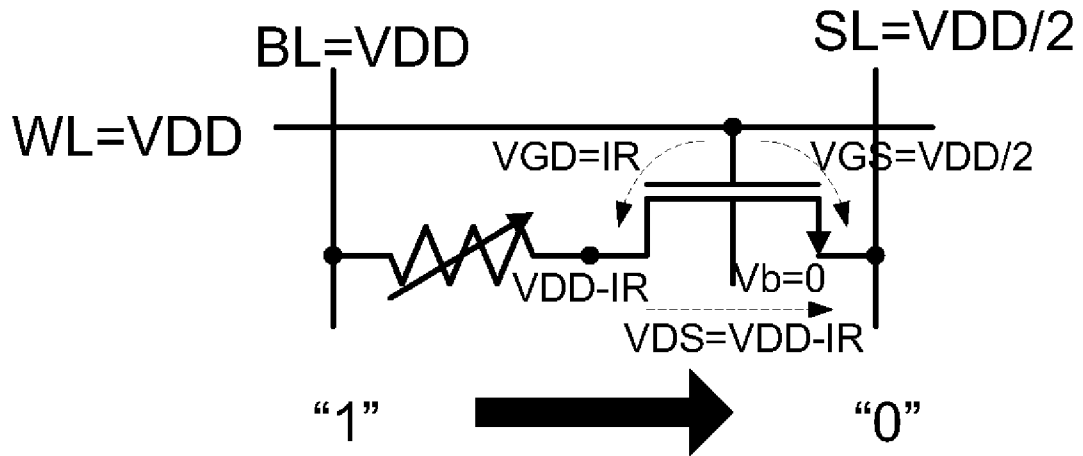 BL=VDD
SL=VDD/2
WL=VDD
VGD=IR
VGS=VDD/2
VDD-IR
Vb=0
VDS=VDD-IR
“1”
“0”